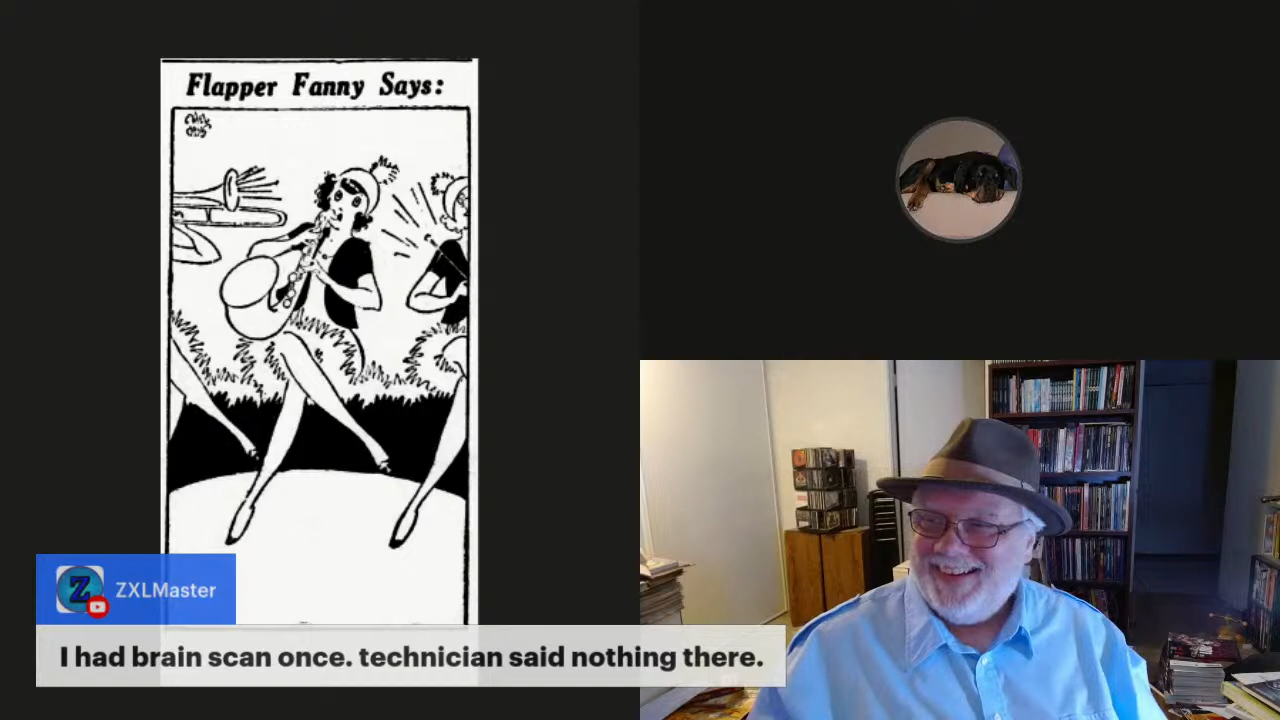 Flapper Fanny Says:
ZXLMaster
I had brain scan once. technician said nothing there.